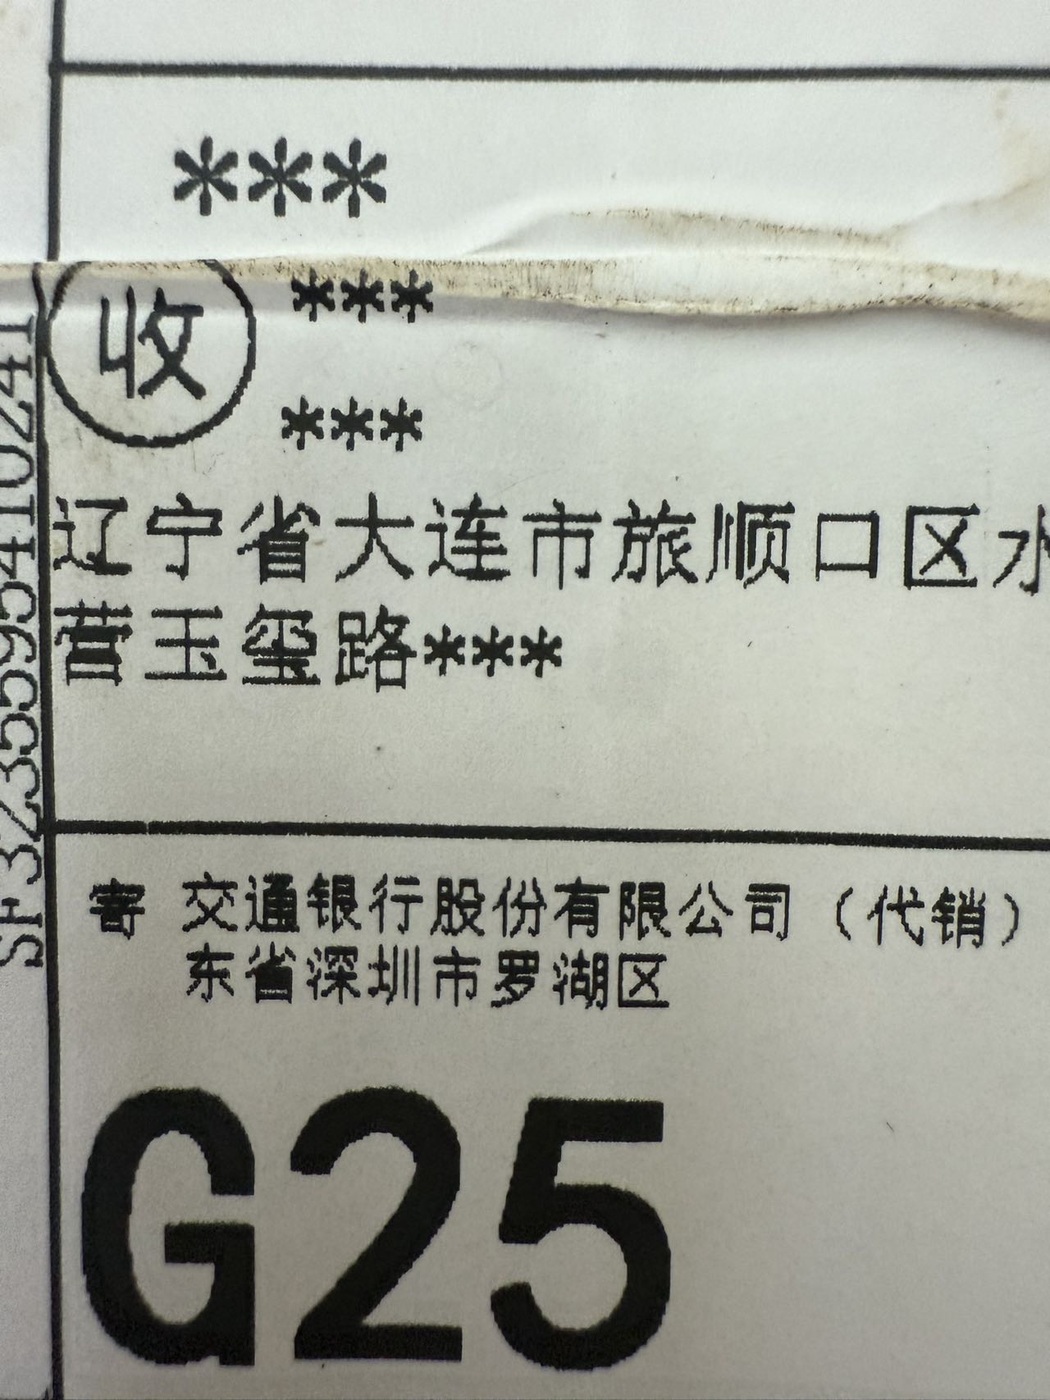 ***
收 ***
***
辽宁省大连市旅顺口区水
营玉玺路***
寄 交通银行股份有限公司（代销）
东省深圳市罗湖区
G25
SF3235595410241